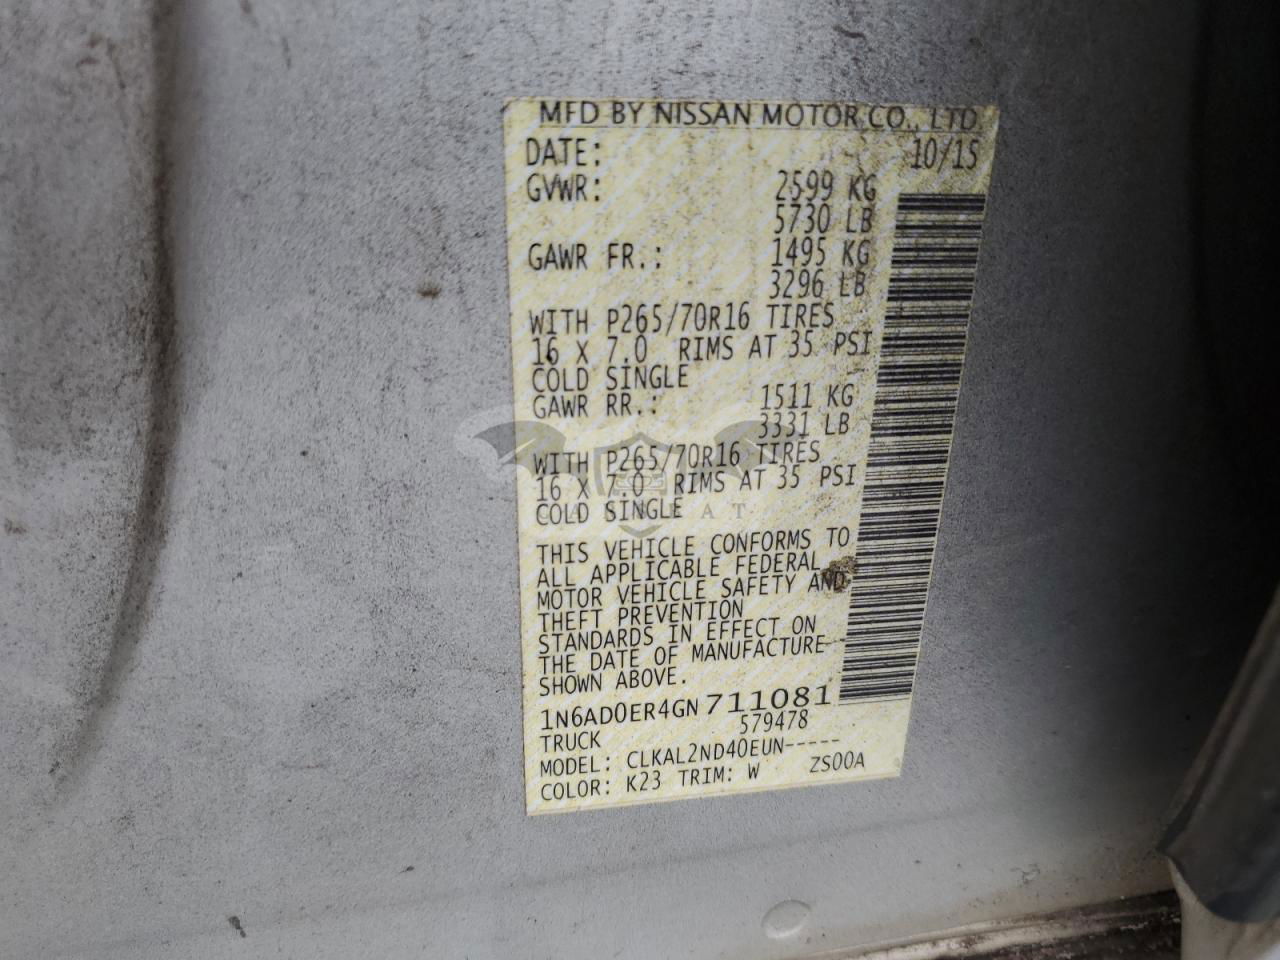 MFD BY NISSAN MOTOR CO., LTD
DATE: 10/15
GVWR: 2599 KG
5730 LB
GAWR FR.: 1495 KG
3296 LB
WITH P265/70R16 TIRES
16 X 7.0 RIMS AT 35 PSI
COLD SINGLE
GAWR RR.: 1511 KG
3331 LB
WITH P265/70R16 TIRES
16 X 7.0 RIMS AT 35 PSI
COLD SINGLE
THIS VEHICLE CONFORMS TO
ALL APPLICABLE FEDERAL
MOTOR VEHICLE SAFETY AND
THEFT PREVENTION
STANDARDS IN EFFECT ON
THE DATE OF MANUFACTURE
SHOWN ABOVE.
1N6AD0ER4GN711081
TRUCK 579478
MODEL: CLKAL2ND40EUN-----
COLOR: K23 TRIM: W ZS00A